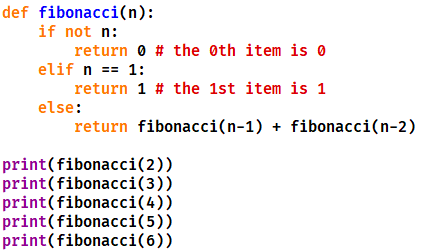 def fibonacci(n):
    if not n:
        return 0 # the 0th item is 0
    elif n == 1:
        return 1 # the 1st item is 1
    else:
        return fibonacci(n-1) + fibonacci(n-2)

print(fibonacci(2))
print(fibonacci(3))
print(fibonacci(4))
print(fibonacci(5))
print(fibonacci(6))